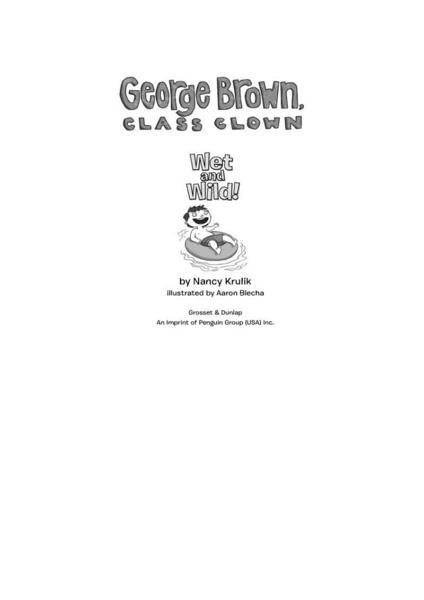 George Brown,
CLASS CLOWN
Wet
and
Wild!
by Nancy Krulik
illustrated by Aaron Blecha
Grosset & Dunlap
An Imprint of Penguin Group (USA) Inc.